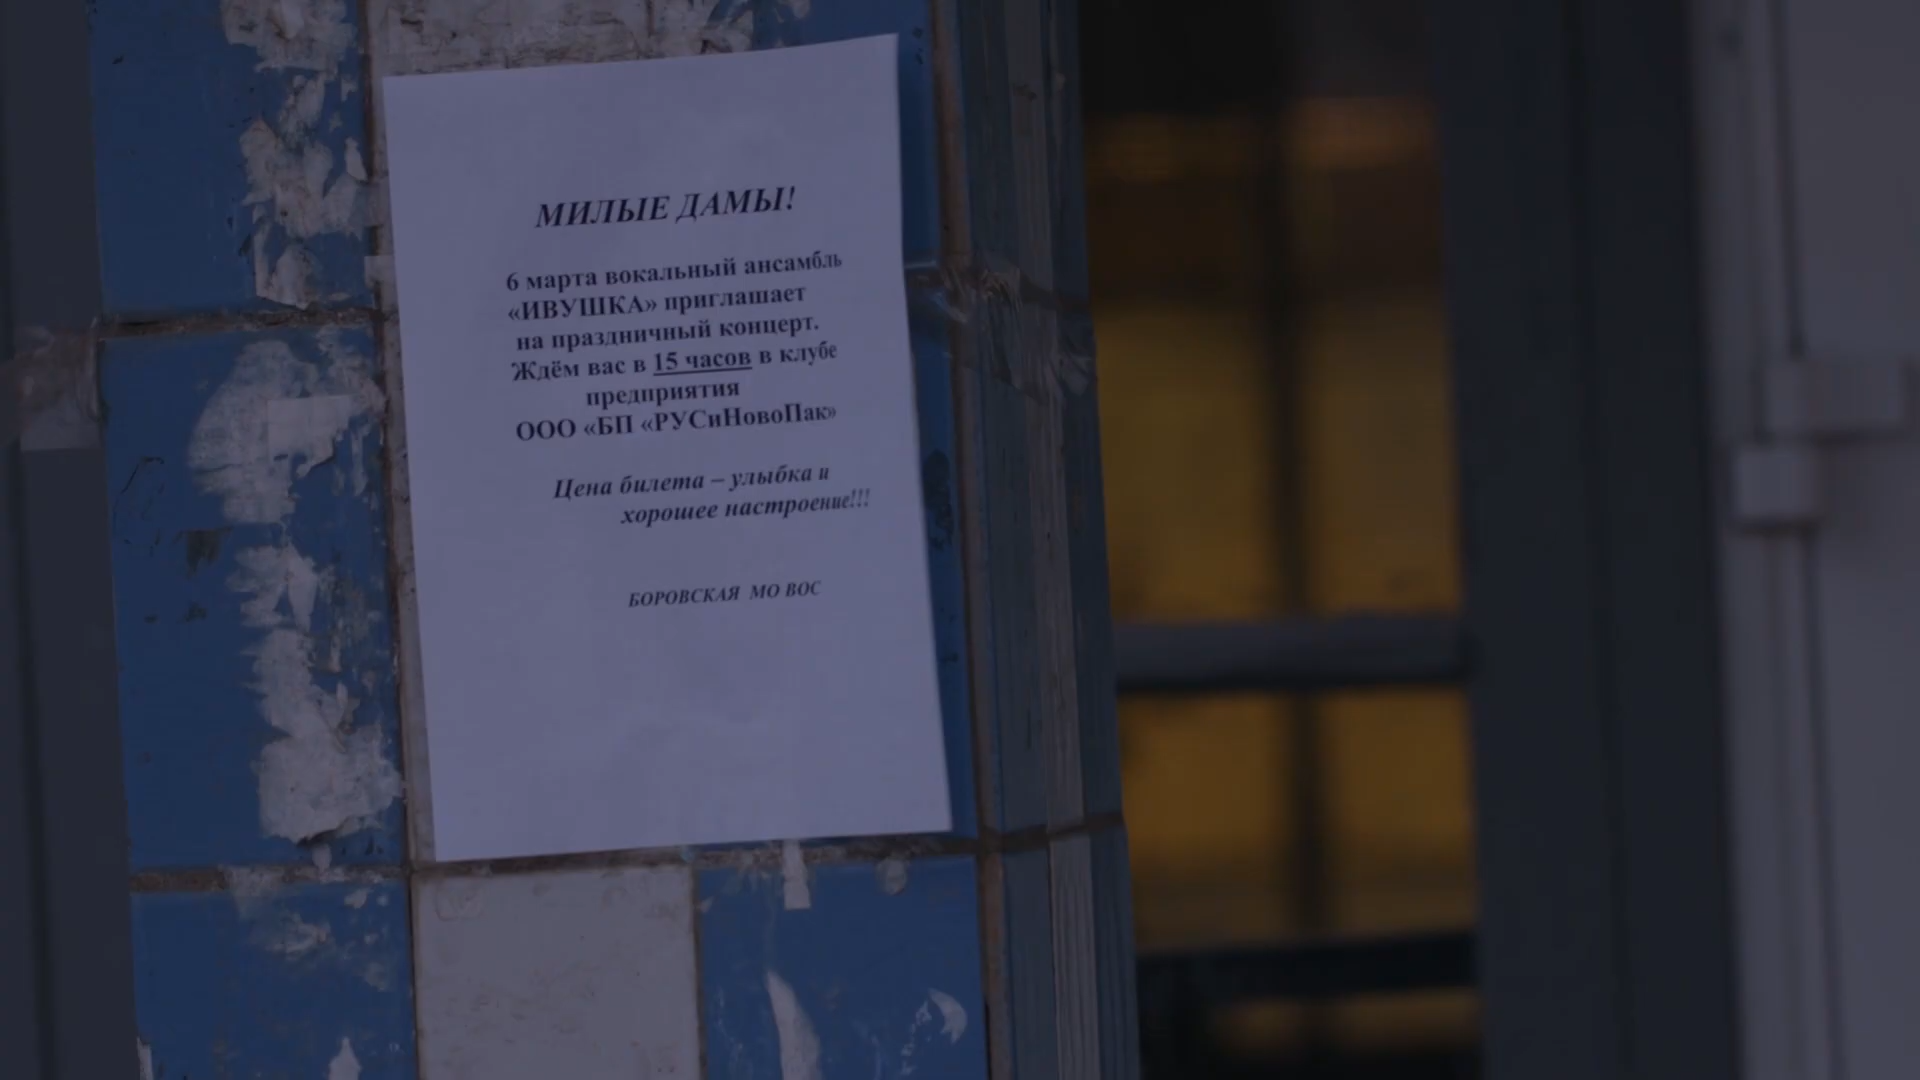 МИЛЫЕ ДАМЫ!
6 марта вокальный ансамбль
«ИВУШКА» приглашает
на праздничный концерт.
Ждём вас в 15 часов в клубе
предприятия
ООО «БП «РУСиНовоПак»
Цена билета – улыбка и
хорошее настроение!!!
БОРОВСКАЯ МО ВОС